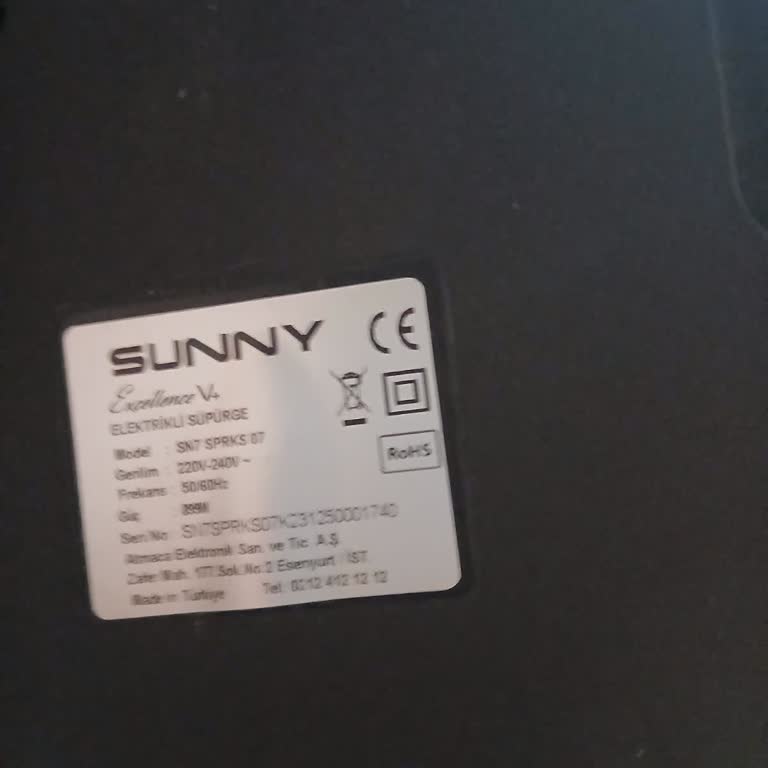 SUNNY
CE
Excellence V+
ELEKTRİKLİ SÜPÜRGE
Model : SN7 SPRKS 07
RoHS
Gerilim : 220V-240V ~
Frekans : 50/60Hz
Güç : 899W
Seri No : SN7SPRKS07K231250001740
Atmaca Elektronik San. ve Tic. A.Ş.
Zafer Mah. 177.Sok.No:2 Esenyurt / İST.
Made in Türkiye Tel: 0212 412 12 12